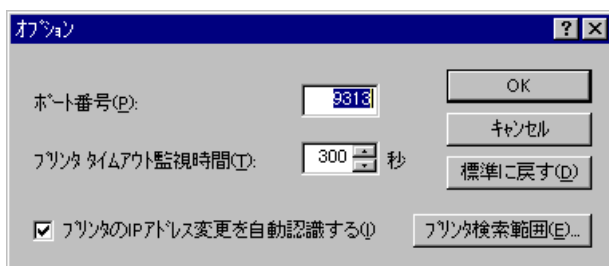 オプション
ポート番号(P): 9313
OK
キャンセル
プリンタ タイムアウト監視時間(T): 300 秒
標準に戻す(D)
プリンタのIPアドレス変更を自動認識する(I)
プリンタ検索範囲(E)...